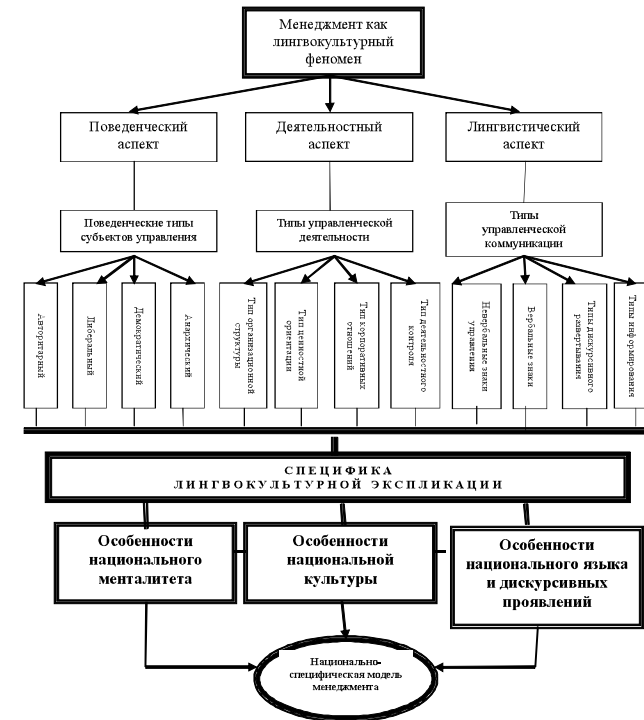 Менеджмент как
лингвокультурный
феномен
Поведенческий
аспект
Деятельностный
аспект
Лингвистический
аспект
Поведенческие типы
субъектов управления
Типы управленческой
деятельности
Типы
управленческой
коммуникации
Авторитарный
Либеральный
Демократический
Анархический
Тип организационной
структуры
Тип ценностной
ориентации
Тип корпоративных
отношений
Тип деятельностного
контроля
Невербальные знаки
управления
Вербальные знаки
Типы дискурсивного
развертывания
Типы информирования
СПЕЦИФИКА
ЛИНГВОКУЛЬТУРНОЙ ЭКСПЛИКАЦИИ
Особенности
национального
менталитета
Особенности
национальной
культуры
Особенности
национального языка
и дискурсивных
проявлений
Национально-
специфическая модель
менеджмента